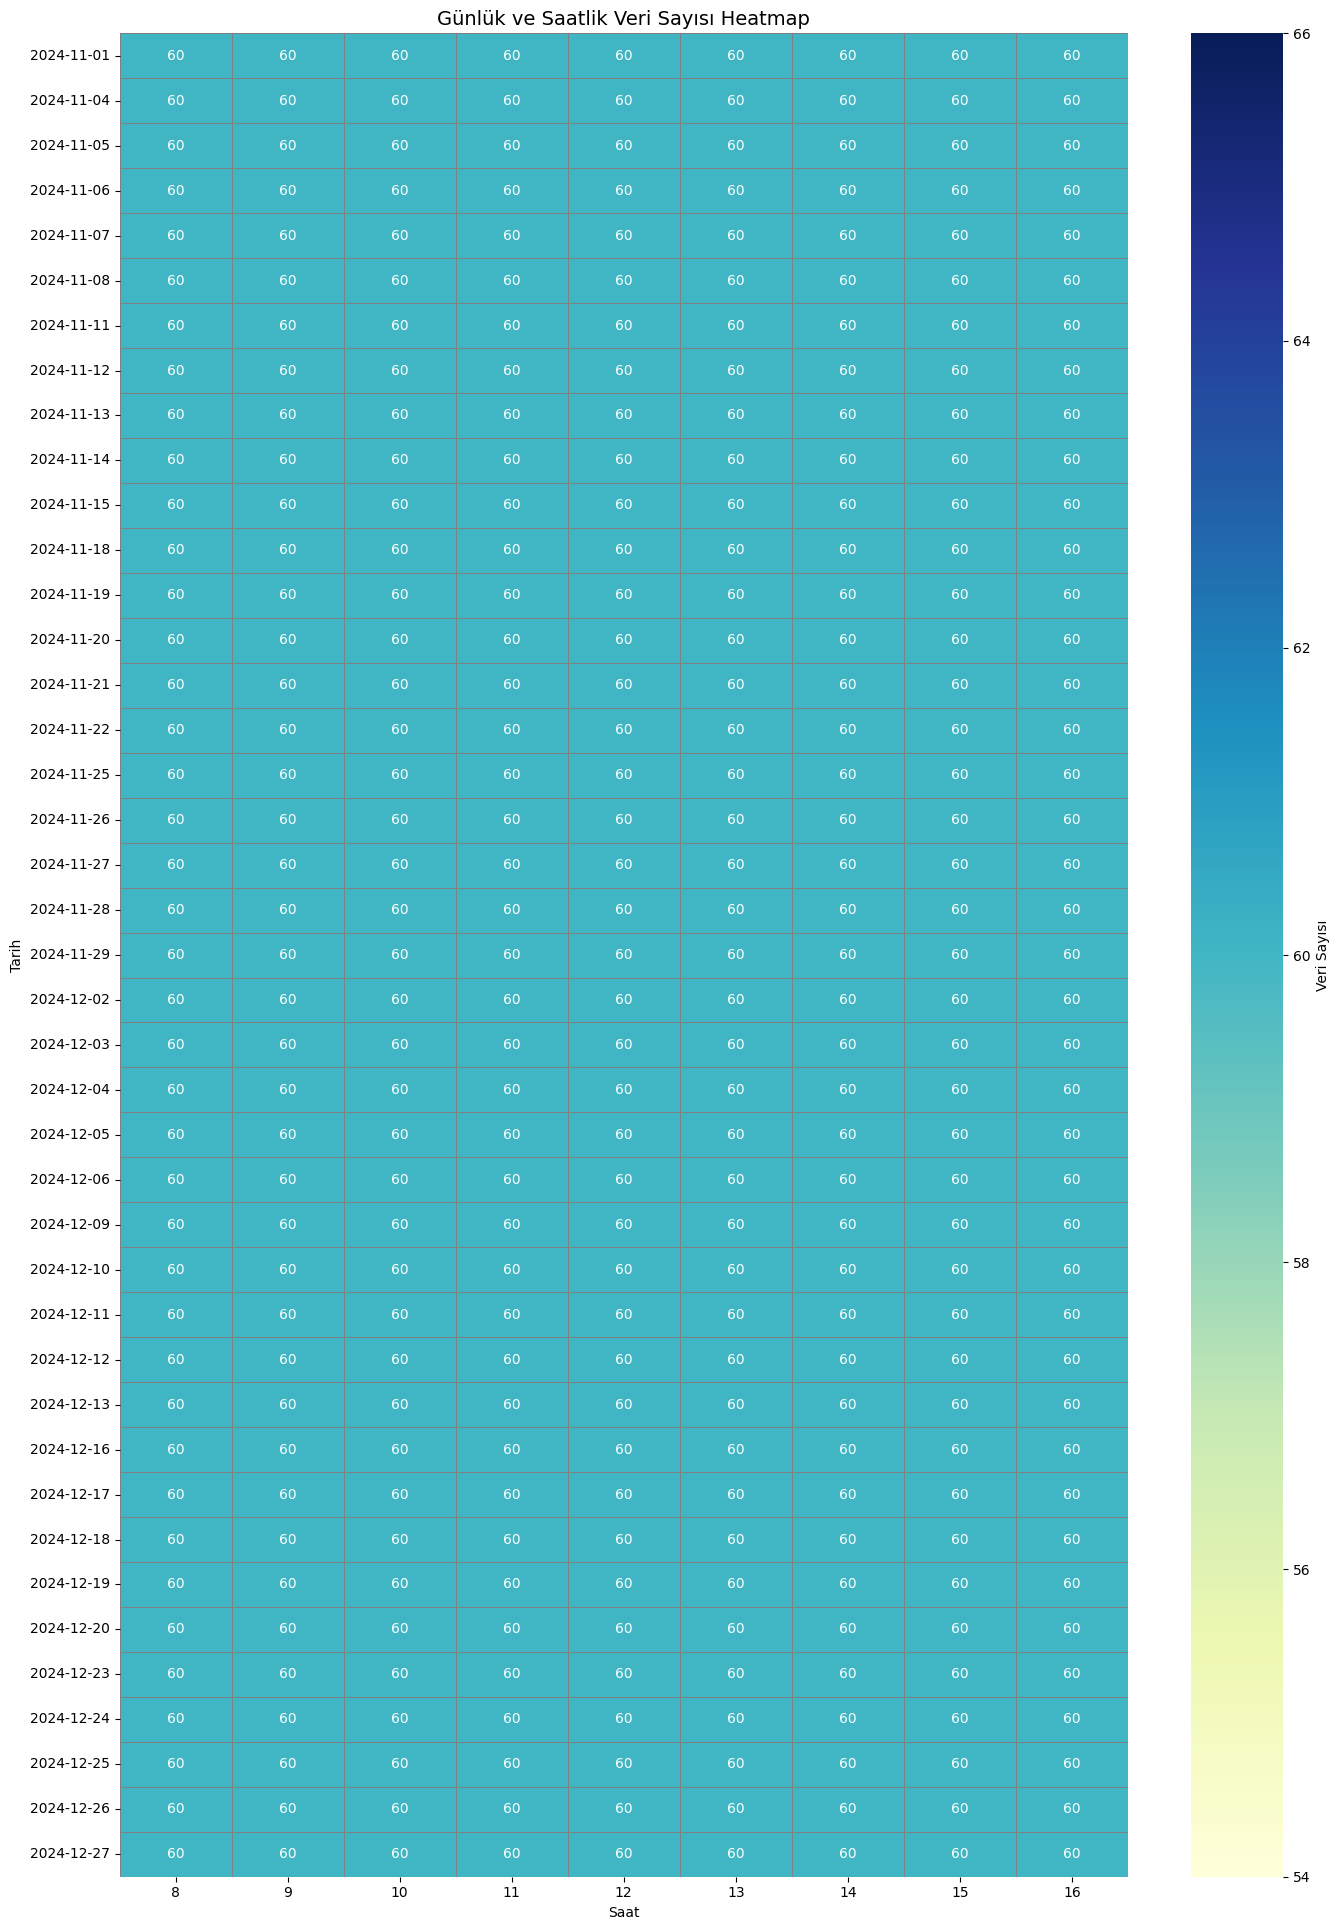 Günlük ve Saatlik Veri Sayısı Heatmap
2024-11-01 60 60 60 60 60 60 60 60 60
2024-11-04 60 60 60 60 60 60 60 60 60
2024-11-05 60 60 60 60 60 60 60 60 60
2024-11-06 60 60 60 60 60 60 60 60 60
2024-11-07 60 60 60 60 60 60 60 60 60
2024-11-08 60 60 60 60 60 60 60 60 60
2024-11-11 60 60 60 60 60 60 60 60 60
2024-11-12 60 60 60 60 60 60 60 60 60
2024-11-13 60 60 60 60 60 60 60 60 60
2024-11-14 60 60 60 60 60 60 60 60 60
2024-11-15 60 60 60 60 60 60 60 60 60
2024-11-18 60 60 60 60 60 60 60 60 60
2024-11-19 60 60 60 60 60 60 60 60 60
2024-11-20 60 60 60 60 60 60 60 60 60
2024-11-21 60 60 60 60 60 60 60 60 60
2024-11-22 60 60 60 60 60 60 60 60 60
2024-11-25 60 60 60 60 60 60 60 60 60
2024-11-26 60 60 60 60 60 60 60 60 60
2024-11-27 60 60 60 60 60 60 60 60 60
2024-11-28 60 60 60 60 60 60 60 60 60
2024-11-29 60 60 60 60 60 60 60 60 60
2024-12-02 60 60 60 60 60 60 60 60 60
2024-12-03 60 60 60 60 60 60 60 60 60
2024-12-04 60 60 60 60 60 60 60 60 60
2024-12-05 60 60 60 60 60 60 60 60 60
2024-12-06 60 60 60 60 60 60 60 60 60
2024-12-09 60 60 60 60 60 60 60 60 60
2024-12-10 60 60 60 60 60 60 60 60 60
2024-12-11 60 60 60 60 60 60 60 60 60
2024-12-12 60 60 60 60 60 60 60 60 60
2024-12-13 60 60 60 60 60 60 60 60 60
2024-12-16 60 60 60 60 60 60 60 60 60
2024-12-17 60 60 60 60 60 60 60 60 60
2024-12-18 60 60 60 60 60 60 60 60 60
2024-12-19 60 60 60 60 60 60 60 60 60
2024-12-20 60 60 60 60 60 60 60 60 60
2024-12-23 60 60 60 60 60 60 60 60 60
2024-12-24 60 60 60 60 60 60 60 60 60
2024-12-25 60 60 60 60 60 60 60 60 60
2024-12-26 60 60 60 60 60 60 60 60 60
2024-12-27 60 60 60 60 60 60 60 60 60
8 9 10 11 12 13 14 15 16
Saat
Tarih
66
64
62
60
58
56
54
Veri Sayısı